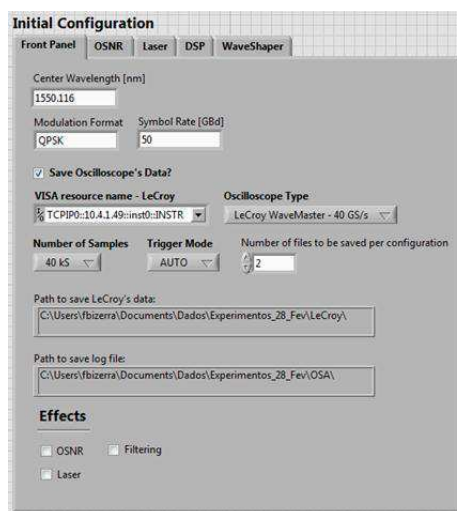 Initial Configuration
Front Panel OSNR Laser DSP WaveShaper
Center Wavelength [nm]
1550.116
Modulation Format Symbol Rate [GBd]
QPSK 50
Save Oscilloscope's Data?
VISA resource name - LeCroy Oscilloscope Type
TCPIP0::10.4.1.49::inst0::INSTR LeCroy WaveMaster - 40 GS/s
Number of Samples Trigger Mode Number of files to be saved per configuration
40 kS AUTO 2
Path to save LeCroy's data:
C:\Users\fbizerra\Documents\Dados\Experimentos_28_Fev\LeCroy\
Path to save log file:
C:\Users\fbizerra\Documents\Dados\Experimentos_28_Fev\OSA\
Effects
OSNR Filtering
Laser